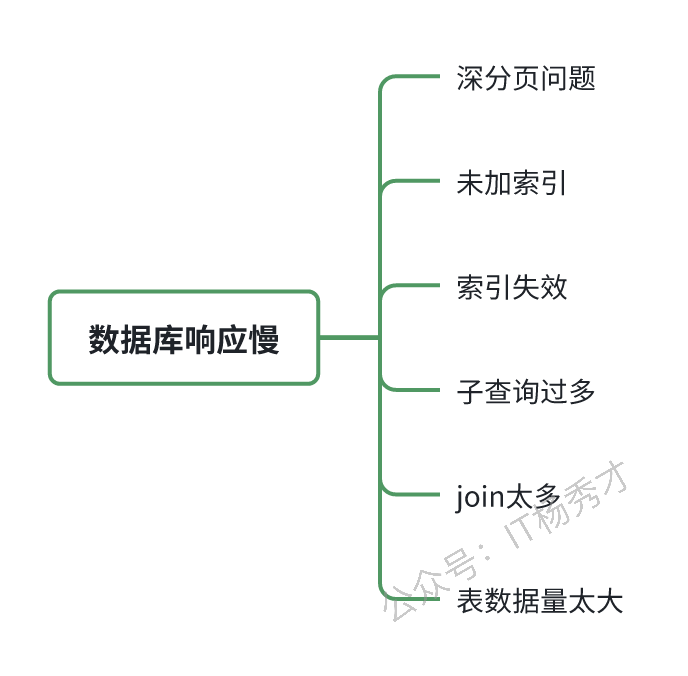 深分页问题
未加索引
索引失效
数据库响应慢
子查询过多
join太多
表数据量太大
公众号：IT杨秀才